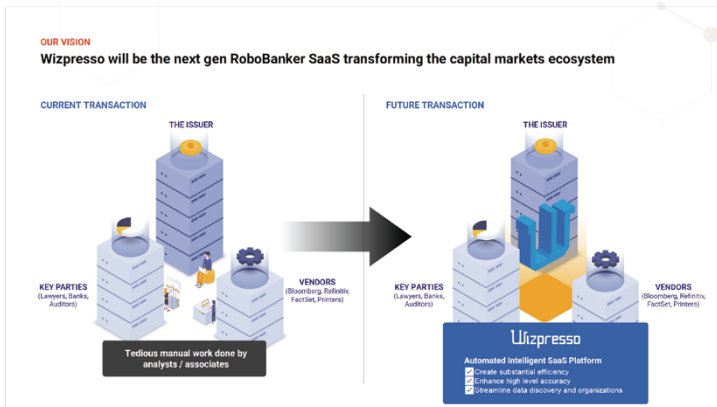 OUR VISION
Wizpresso will be the next gen RoboBanker SaaS transforming the capital markets ecosystem
CURRENT TRANSACTION
THE ISSUER
KEY PARTIES
(Lawyers, Banks,
Auditors)
VENDORS
(Bloomberg, Refinitiv,
FactSet, Printers)
Tedious manual work done by
analysts / associates
FUTURE TRANSACTION
THE ISSUER
KEY PARTIES
(Lawyers, Banks,
Auditors)
VENDORS
(Bloomberg, Refinitiv,
FactSet, Printers)
Wizpresso
Automated Intelligent SaaS Platform
Create substantial efficiency
Enhance high level accuracy
Streamline data discovery and organizations